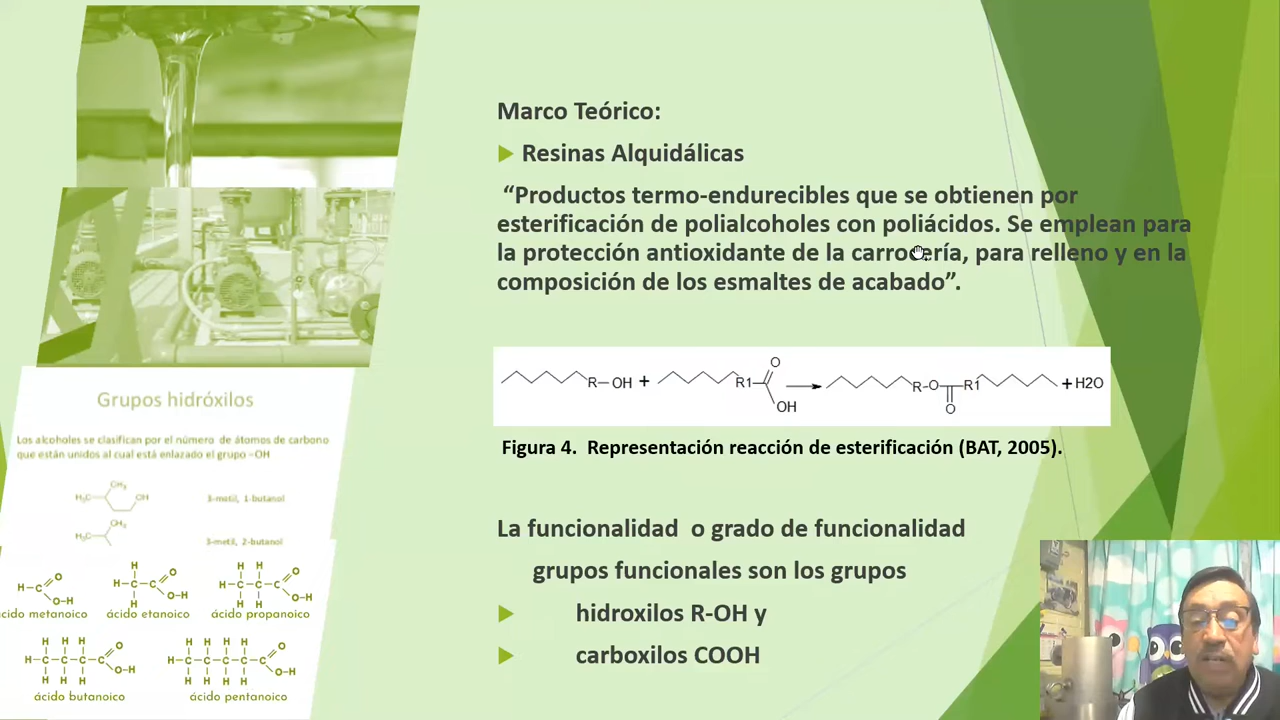 Marco Teórico:
Resinas Alquidálicas
“Productos termo-endurecibles que se obtienen por
esterificación de polialcoholes con poliácidos. Se emplean para
la protección antioxidante de la carrocería, para relleno y en la
composición de los esmaltes de acabado”.
R—OH + R1 O OH R-O R1 O + H2O
Figura 4. Representación reacción de esterificación (BAT, 2005).
La funcionalidad o grado de funcionalidad
grupos funcionales son los grupos
hidroxilos R-OH y
carboxilos COOH
Grupos hidróxilos
Los alcoholes se clasifican por el número de átomos de carbono
que están unidos al cual está enlazado el grupo –OH
H₃C CH₃ OH 3-metil, 1-butanol
H₃C CH₃ 3-metil, 2-butanol
H-C O O-H
H H-C-C H O O-H
H H H-C-C-C H H O O-H
ácido metanoico ácido etanoico ácido propanoico
H H H H-C-C-C-C H H H O O-H
H H H H H-C-C-C-C-C H H H H O O-H
ácido butanoico ácido pentanoico